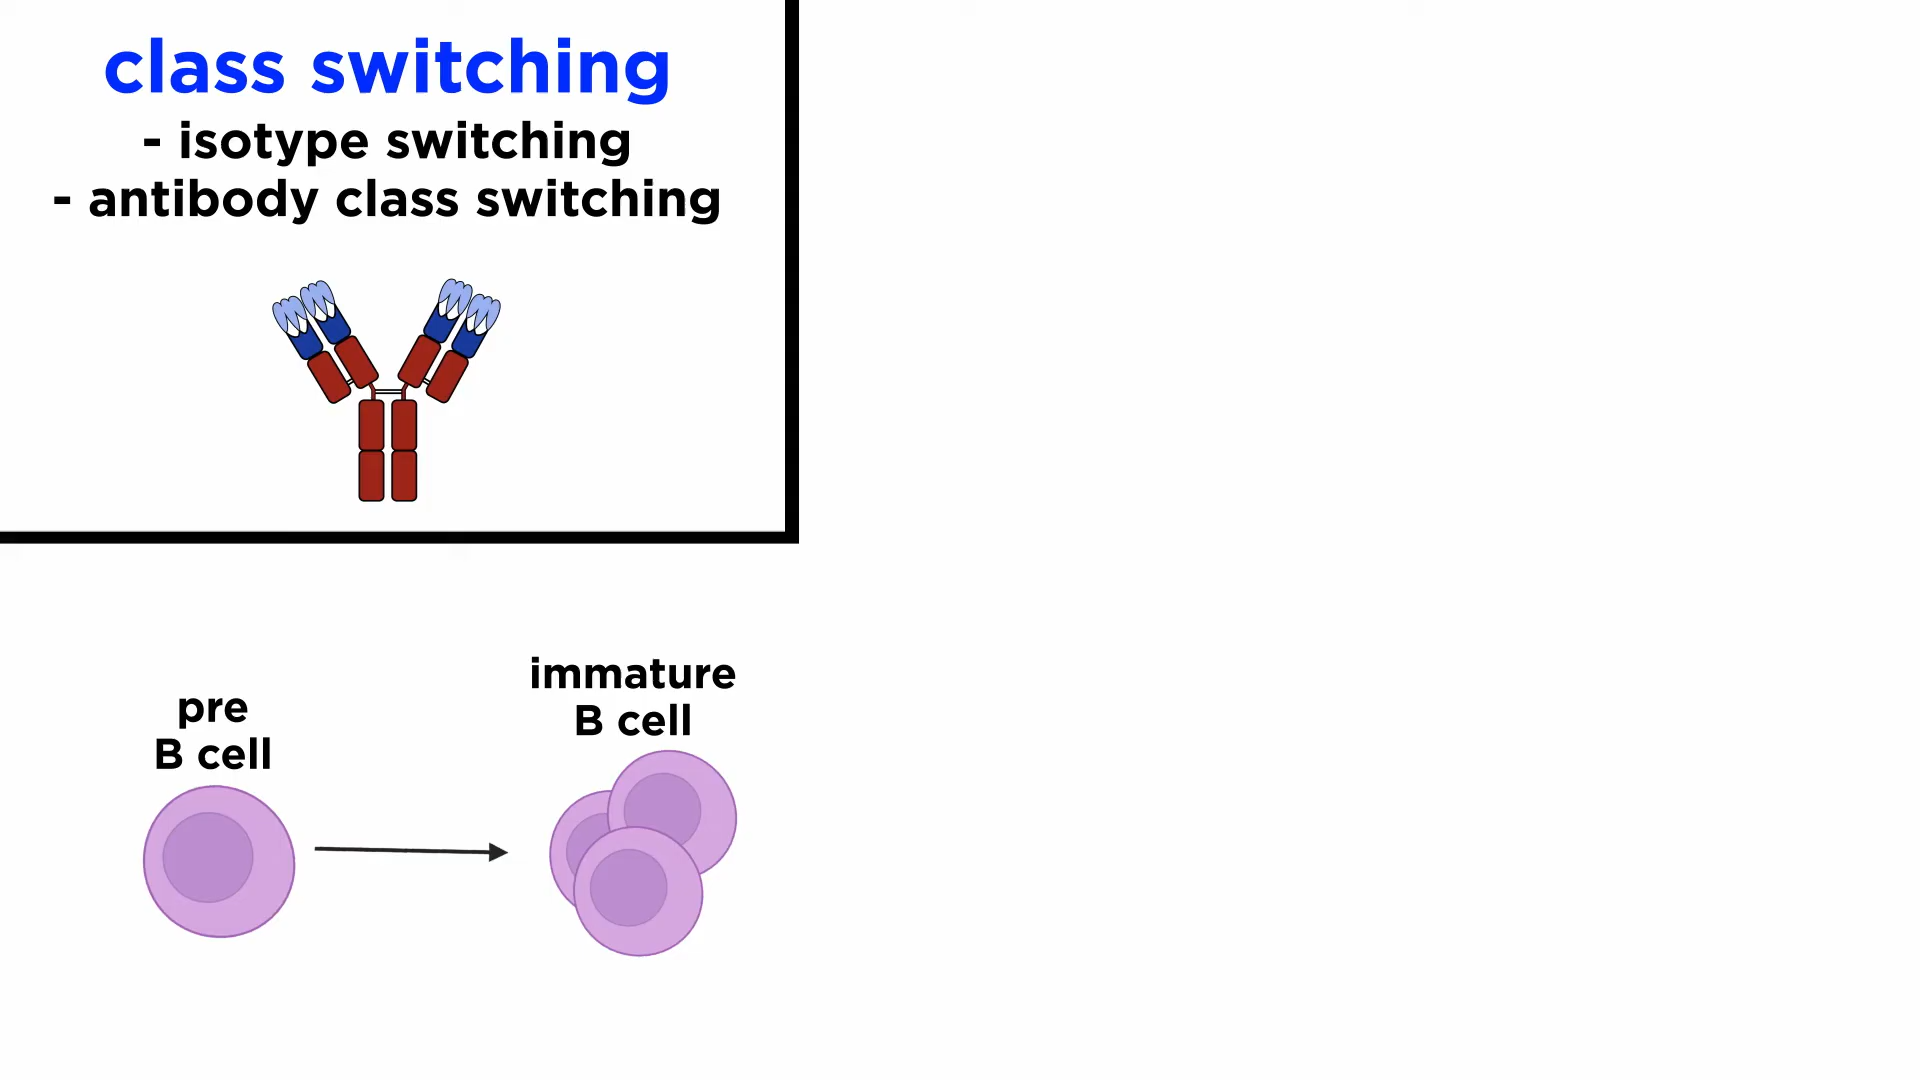 class switching
- isotype switching
- antibody class switching
pre
B cell
immature
B cell